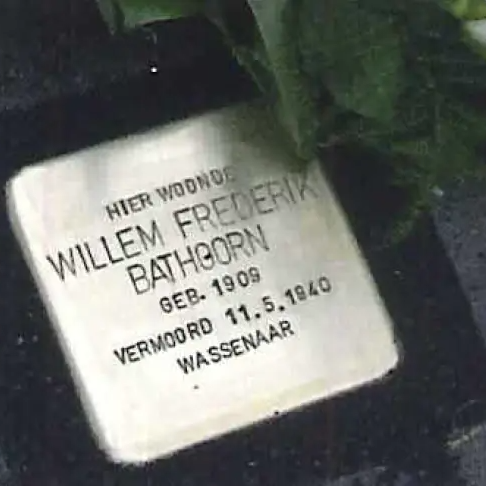 HIER WOONDE
WILLEM FREDERIK
BATHOORN
GEB. 1909
VERMOORD 11.5.1940
WASSENAAR